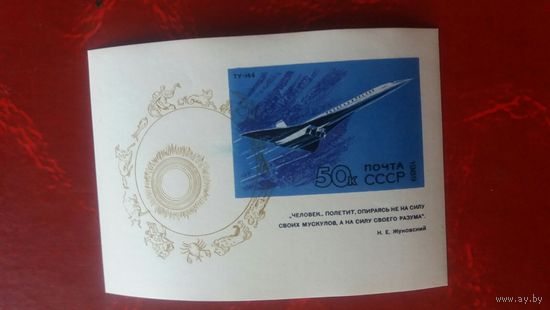 ТУ-144
50к ПОЧТА
СССР
1969
„ЧЕЛОВЕК... ПОЛЕТИТ, ОПИРАЯСЬ НЕ НА СИЛУ
СВОИХ МУСКУЛОВ, А НА СИЛУ СВОЕГО РАЗУМА“.
Н. Е. Жуковский
www.ay.by